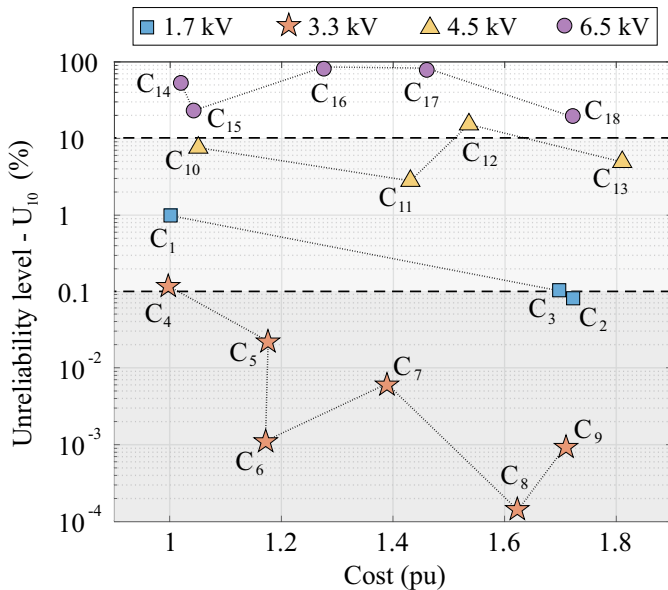 1.7 kV 3.3 kV 4.5 kV 6.5 kV
Unreliability level - U₁₀ (%)
100
10
1
0.1
10⁻²
10⁻³
10⁻⁴
C₁₄
C₁₅
C₁₆
C₁₇
C₁₈
C₁₀
C₁₁
C₁₂
C₁₃
C₁
C₃
C₂
C₄
C₅
C₆
C₇
C₈
C₉
1 1.2 1.4 1.6 1.8
Cost (pu)